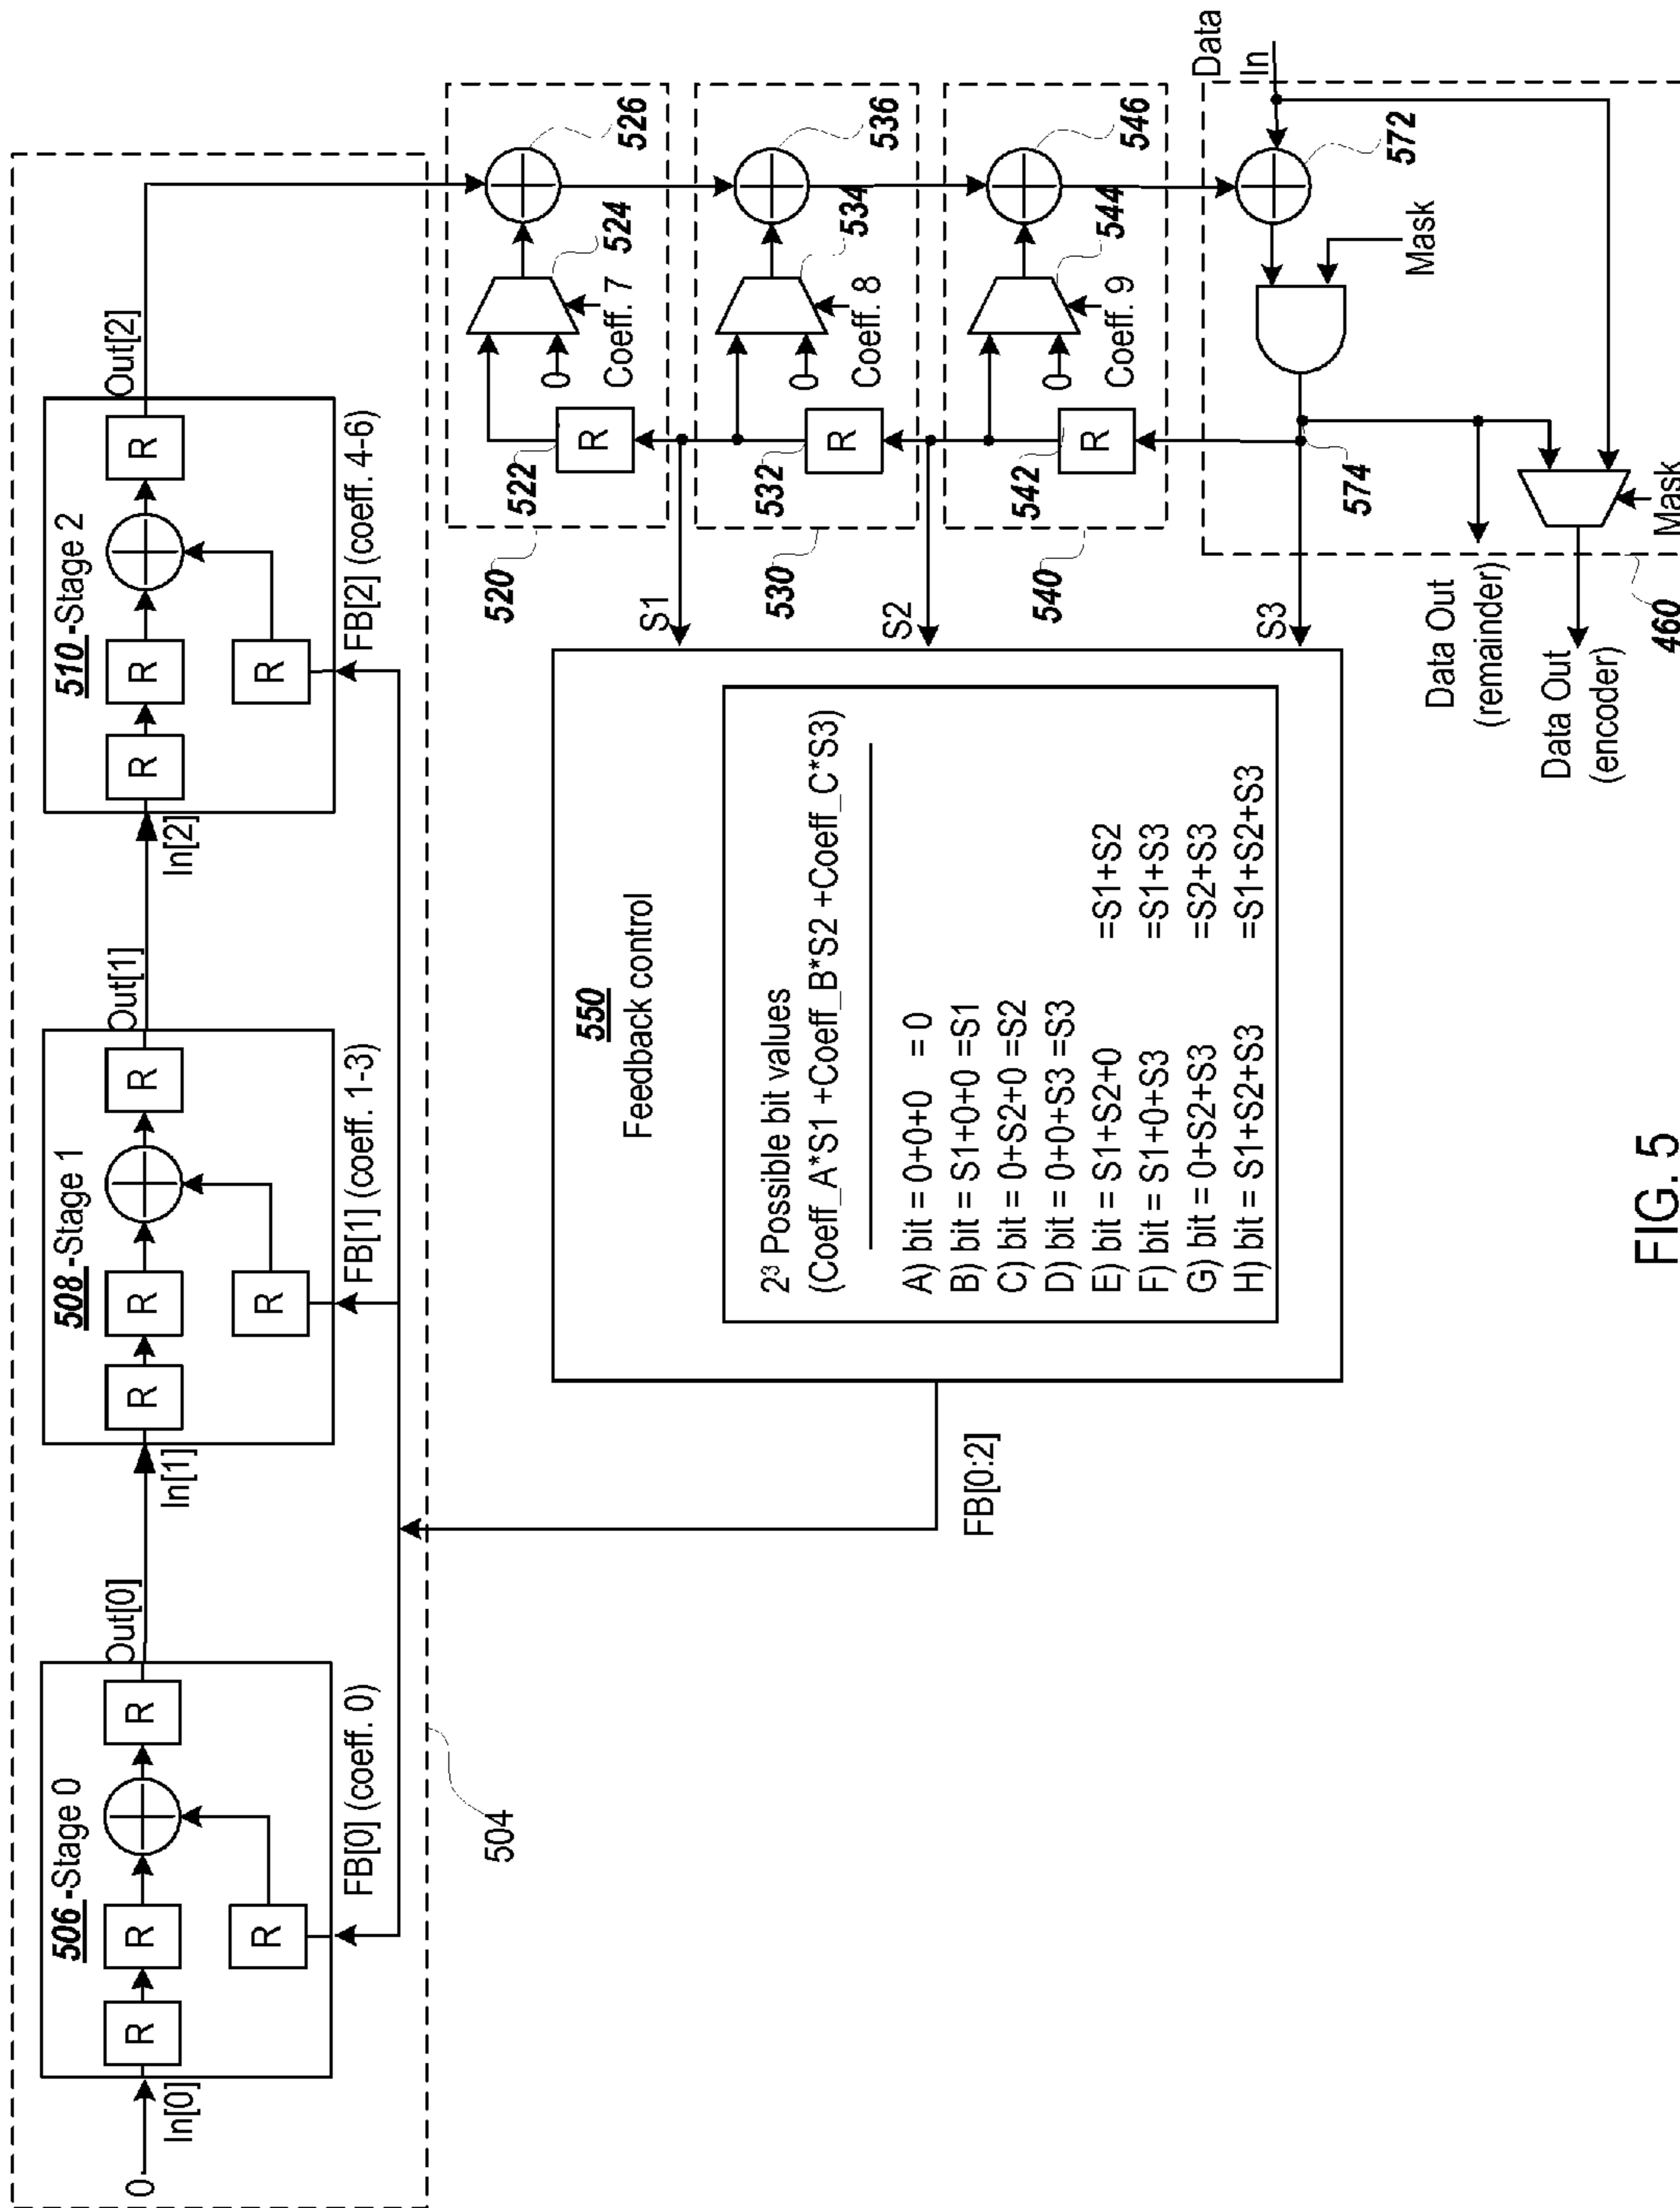 506 -Stage 0
R
R
R
R
0
In[0]
Out[0]
FB[0] (coeff. 0)
508 -Stage 1
R
R
R
R
In[1]
Out[1]
FB[1] (coeff. 1-3)
510 -Stage 2
R
R
R
R
In[2]
Out[2]
FB[2] (coeff. 4-6)
504
FB[0:2]
550
Feedback control
2³ Possible bit values
(Coeff_A*S1 +Coeff_B*S2 +Coeff_C*S3)
A) bit = 0+0+0 = 0
B) bit = S1+0+0 =S1
C) bit = 0+S2+0 =S2
D) bit = 0+0+S3 =S3
E) bit = S1+S2+0 =S1+S2
F) bit = S1+0+S3 =S1+S3
G) bit = 0+S2+S3 =S2+S3
H) bit = S1+S2+S3 =S1+S2+S3
S1
S2
S3
520
522
R
0
Coeff. 7
524
526
530
532
R
0
Coeff. 8
534
536
540
542
R
0
Coeff. 9
544
546
Data
In
572
Mask
574
Mask
460
Data Out
(remainder)
Data Out
(encoder)
FIG. 5